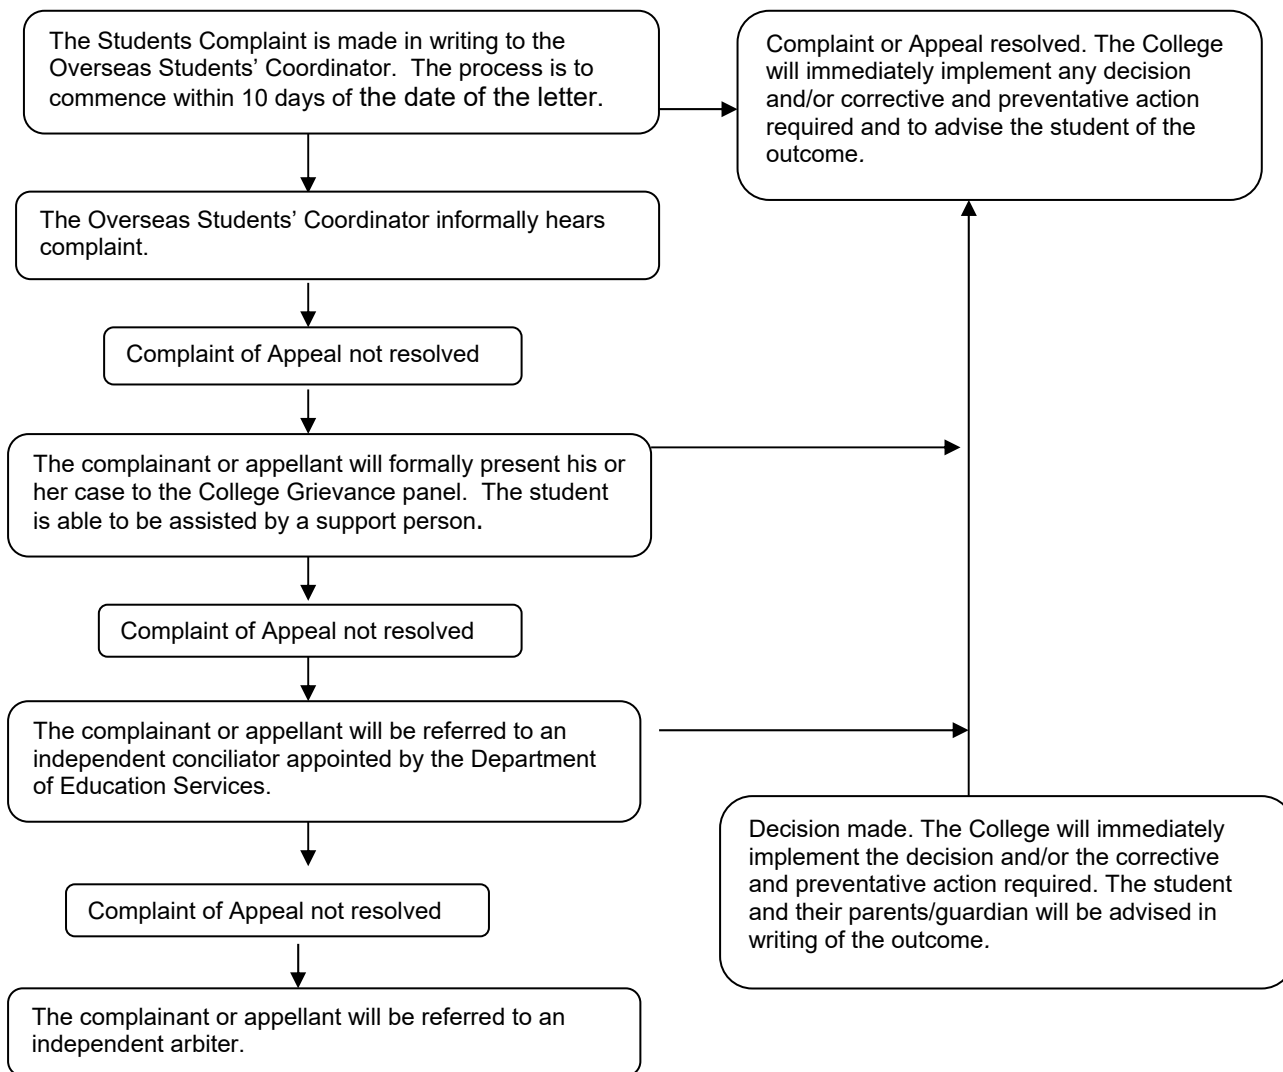 The Students Complaint is made in writing to the
Overseas Students’ Coordinator.  The process is to
commence within 10 days of the date of the letter.
Complaint or Appeal resolved. The College
will immediately implement any decision
and/or corrective and preventative action
required and to advise the student of the
outcome.
The Overseas Students’ Coordinator informally hears
complaint.
Complaint of Appeal not resolved
The complainant or appellant will formally present his or
her case to the College Grievance panel.  The student
is able to be assisted by a support person.
Complaint of Appeal not resolved
The complainant or appellant will be referred to an
independent conciliator appointed by the Department
of Education Services.
Decision made. The College will immediately
implement the decision and/or the corrective
and preventative action required. The student
and their parents/guardian will be advised in
writing of the outcome.
Complaint of Appeal not resolved
The complainant or appellant will be referred to an
independent arbiter.